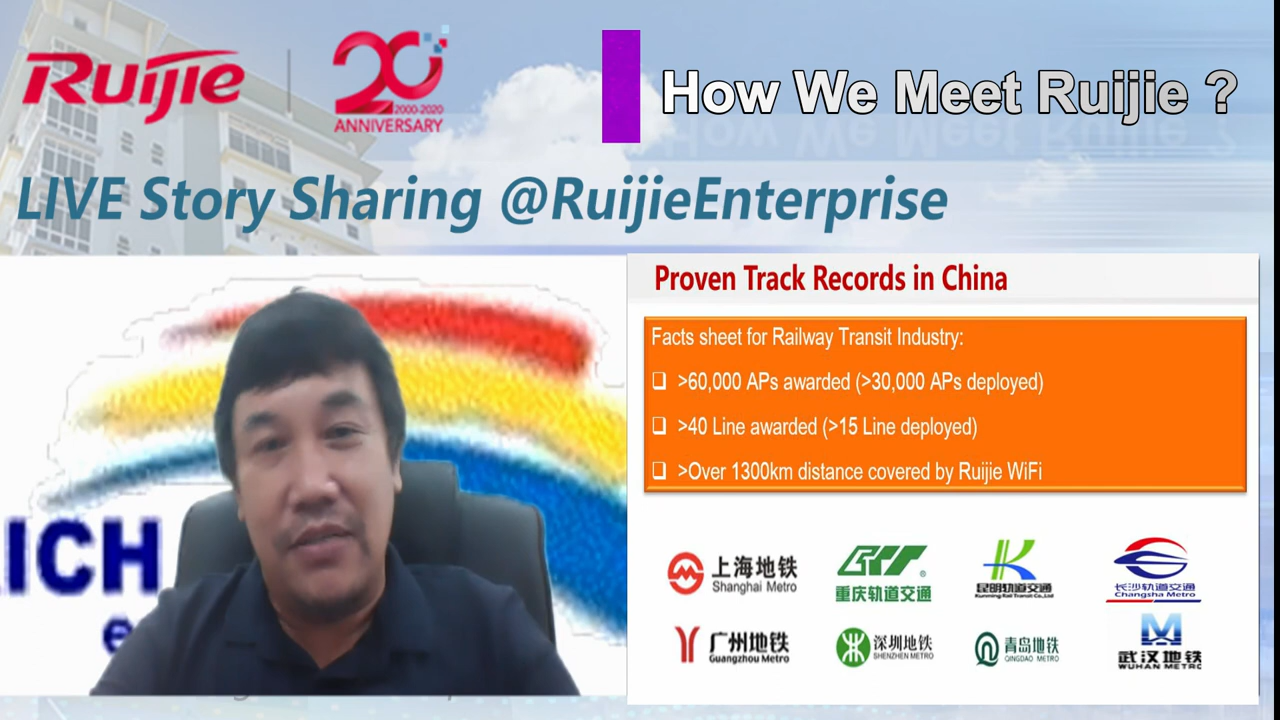 Ruijie
20
2000-2020
ANNIVERSARY
How We Meet Ruijie ?
LIVE Story Sharing @RuijieEnterprise
ICH
e
Proven Track Records in China
Facts sheet for Railway Transit Industry:
>60,000 APs awarded (>30,000 APs deployed)
>40 Line awarded (>15 Line deployed)
>Over 1300km distance covered by Ruijie WiFi
上海地铁
Shanghai Metro
重庆轨道交通
昆明轨道交通
Kunming Rail Transit Co.,Ltd
长沙轨道交通
Changsha Metro
广州地铁
Guangzhou Metro
深圳地铁
SHENZHEN METRO
青岛地铁
QINGDAO METRO
武汉地铁
WUHAN METRO